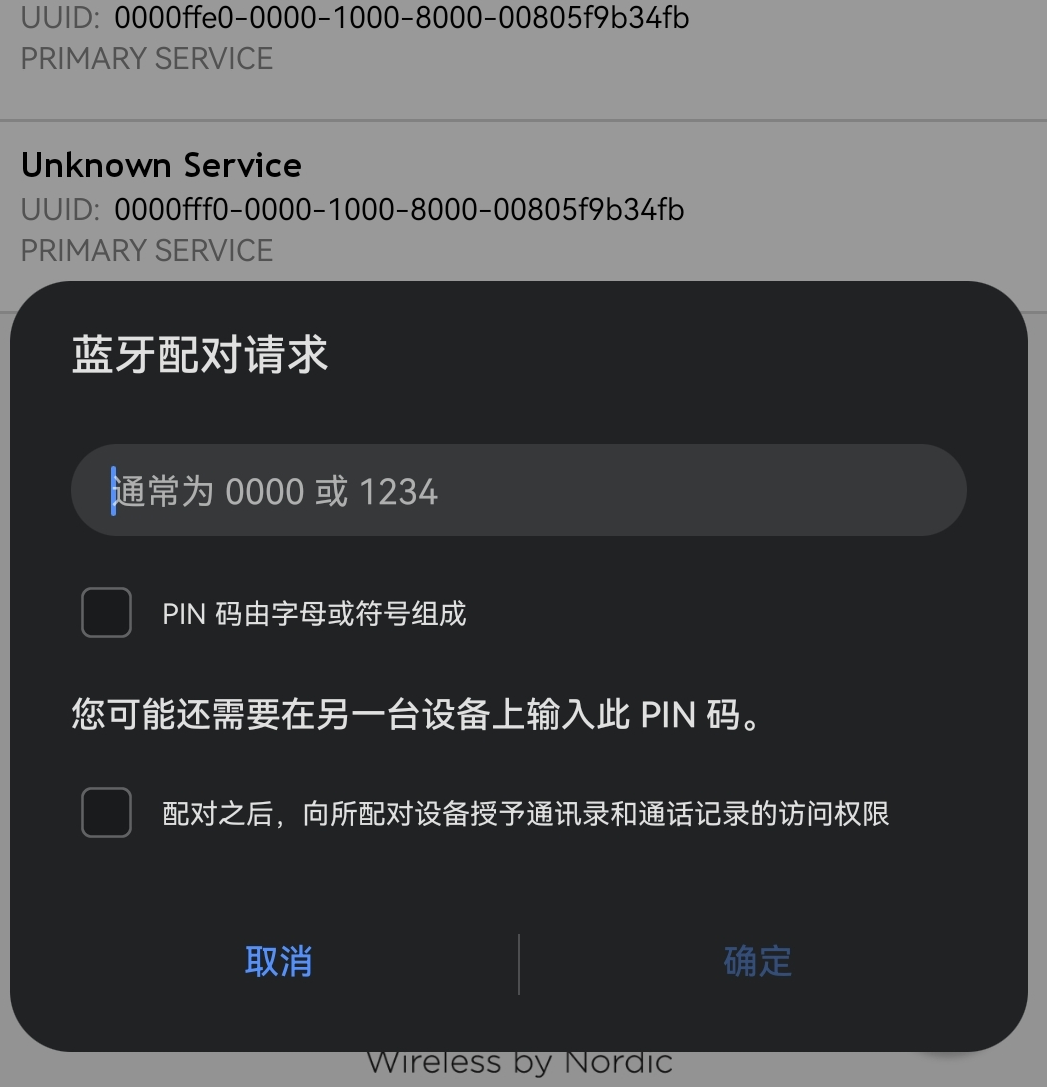 UUID: 0000ffe0-0000-1000-8000-00805f9b34fb
PRIMARY SERVICE
Unknown Service
UUID: 0000fff0-0000-1000-8000-00805f9b34fb
PRIMARY SERVICE
蓝牙配对请求
通常为 0000 或 1234
PIN 码由字母或符号组成
您可能还需要在另一台设备上输入此 PIN 码。
配对之后，向所配对设备授予通讯录和通话记录的访问权限
取消
确定
Wireless by Nordic